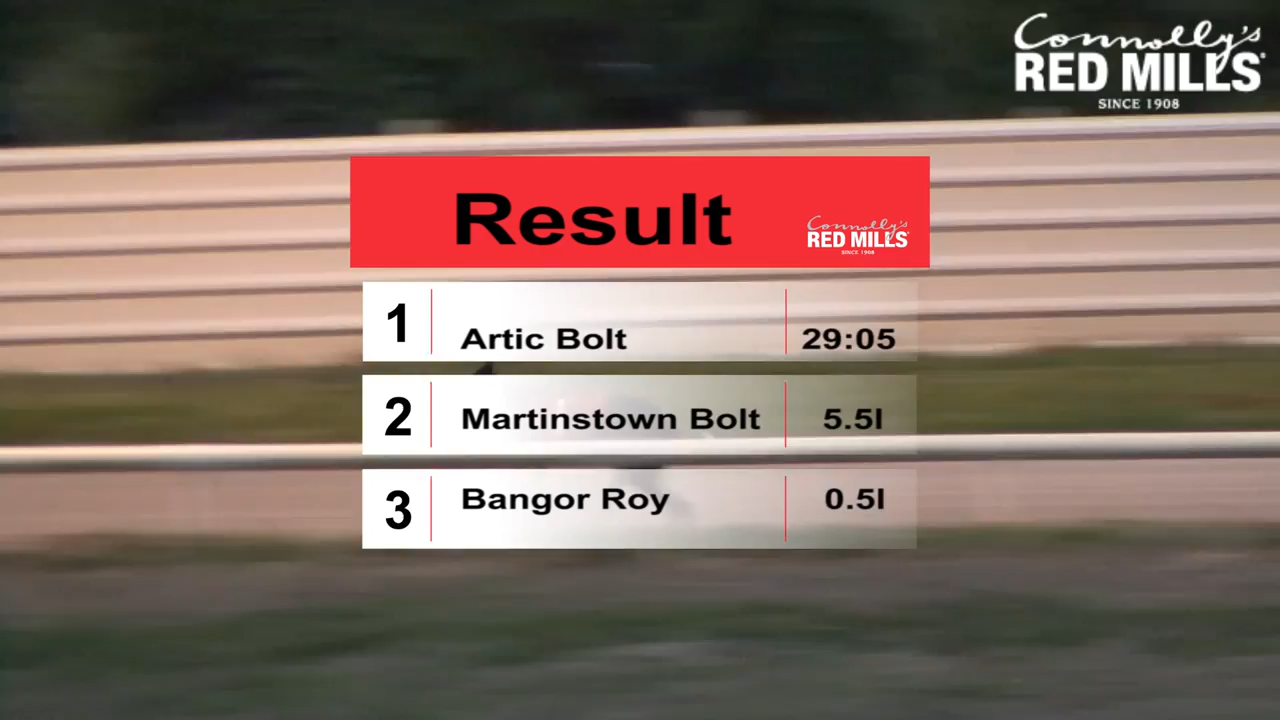 Connolly's
RED MILLS
SINCE 1908
Result
Connolly's
RED MILLS
SINCE 1908
1 Artic Bolt 29:05
2 Martinstown Bolt 5.5l
3 Bangor Roy 0.5l